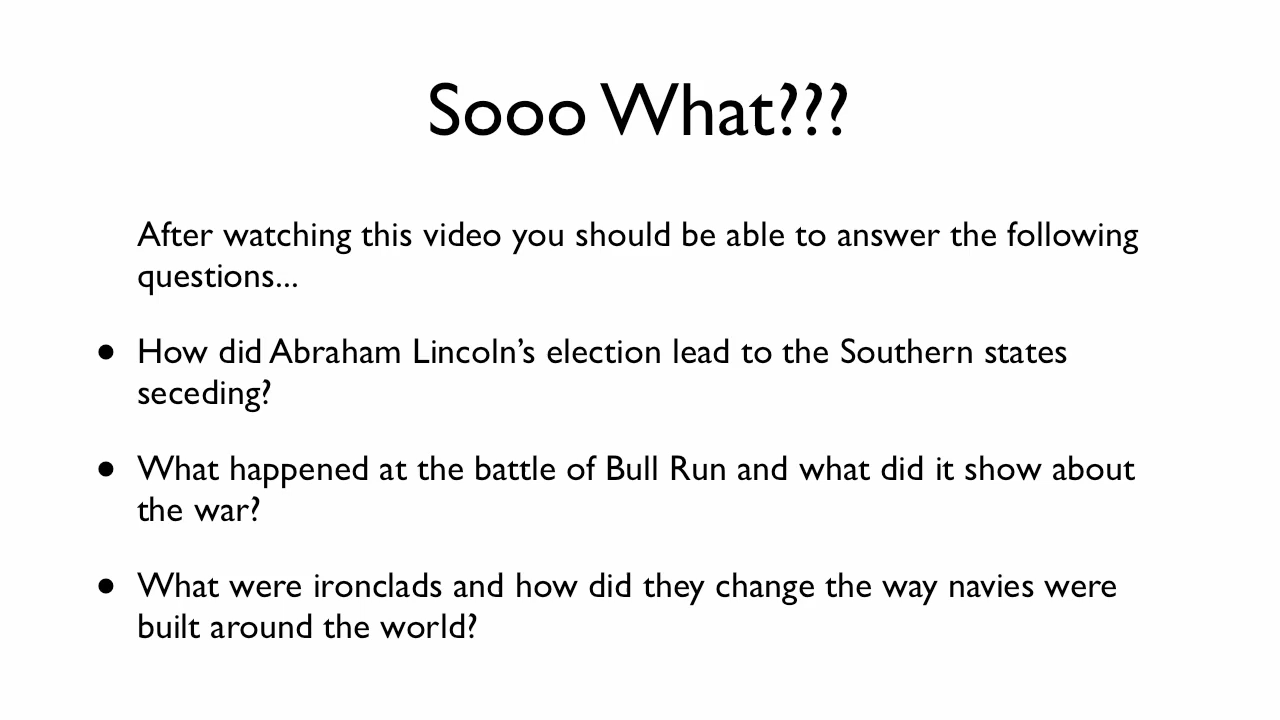 Sooo What???
After watching this video you should be able to answer the following
questions...
• How did Abraham Lincoln's election lead to the Southern states
seceding?
• What happened at the battle of Bull Run and what did it show about
the war?
• What were ironclads and how did they change the way navies were
built around the world?